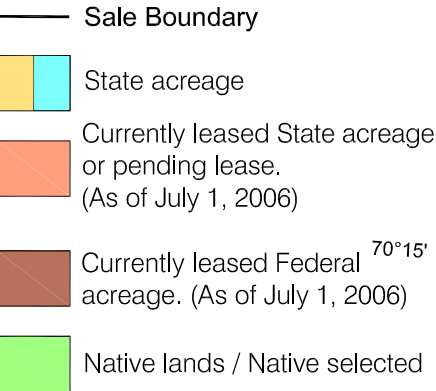 Sale Boundary
State acreage
Currently leased State acreage
or pending lease.
(As of July 1, 2006)
70°15'
Currently leased Federal
acreage. (As of July 1, 2006)
Native lands / Native selected